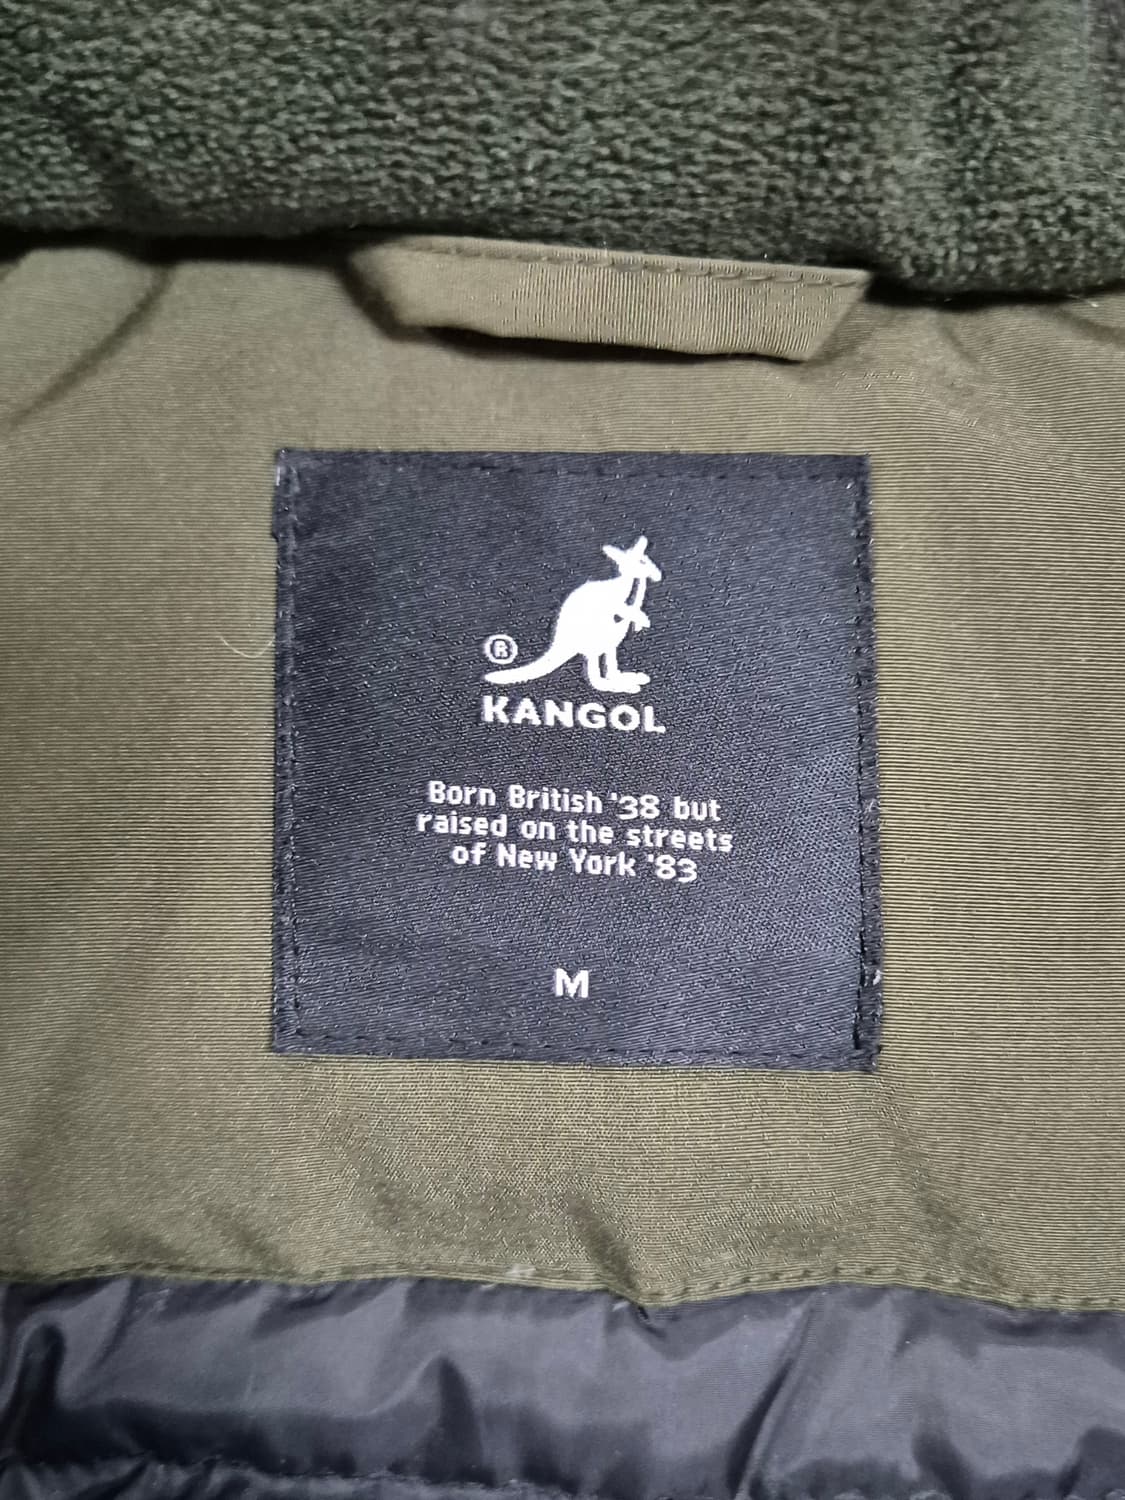 ®
KANGOL
Born British '38 but
raised on the streets
of New York '83
M